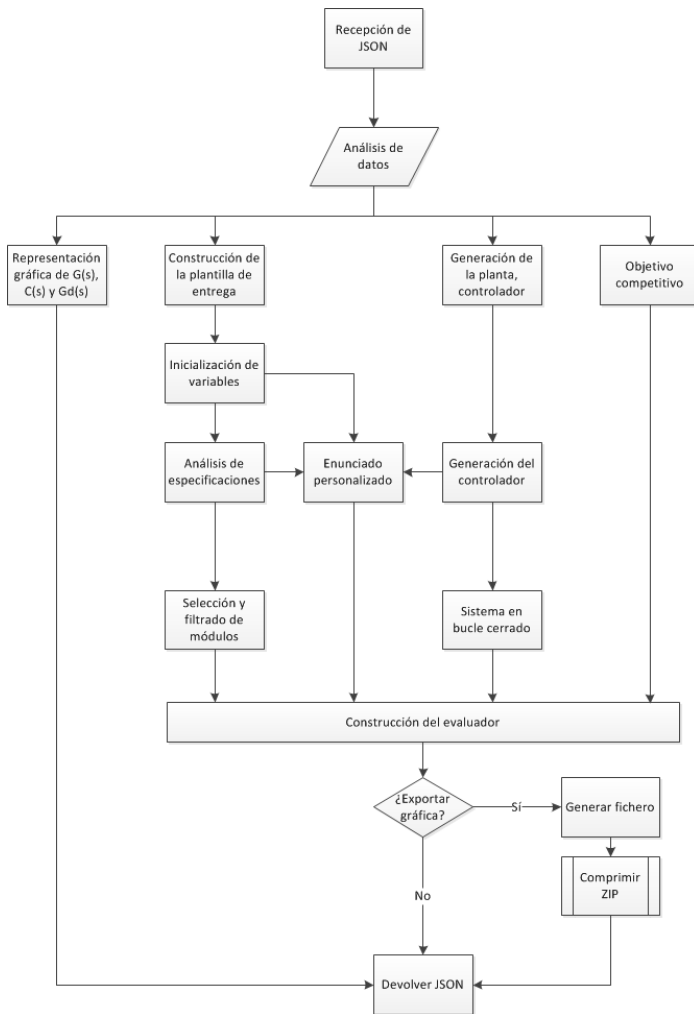 Recepción de
JSON
Análisis de
datos
Representación
gráfica de G(s),
C(s) y Gd(s)
Construcción de
la plantilla de
entrega
Generación de
la planta,
controlador
Objetivo
competitivo
Inicialización de
variables
Análisis de
especificaciones
Enunciado
personalizado
Generación del
controlador
Selección y
filtrado de
módulos
Sistema en
bucle cerrado
Construcción del evaluador
¿Exportar
gráfica?
Sí
Generar fichero
Comprimir
ZIP
No
Devolver JSON